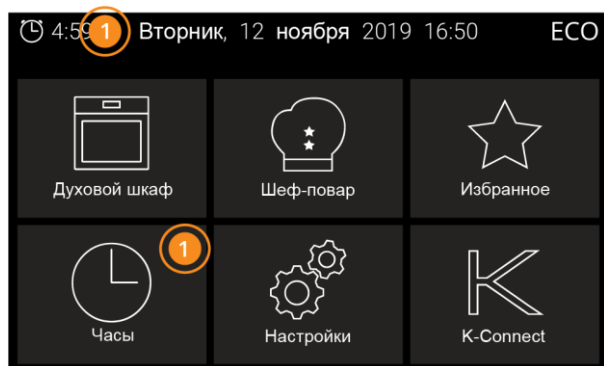 4:59 1 Вторник, 12 ноября 2019 16:50 ECO
Духовой шкаф Шеф-повар Избранное
1
Часы Настройки K-Connect